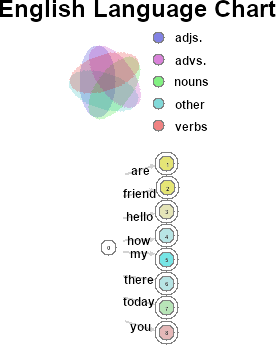 English Language Chart
adjs.
advs.
nouns
other
verbs
are
friend
hello
how
my
there
today
you
0
1
2
3
4
5
6
7
8